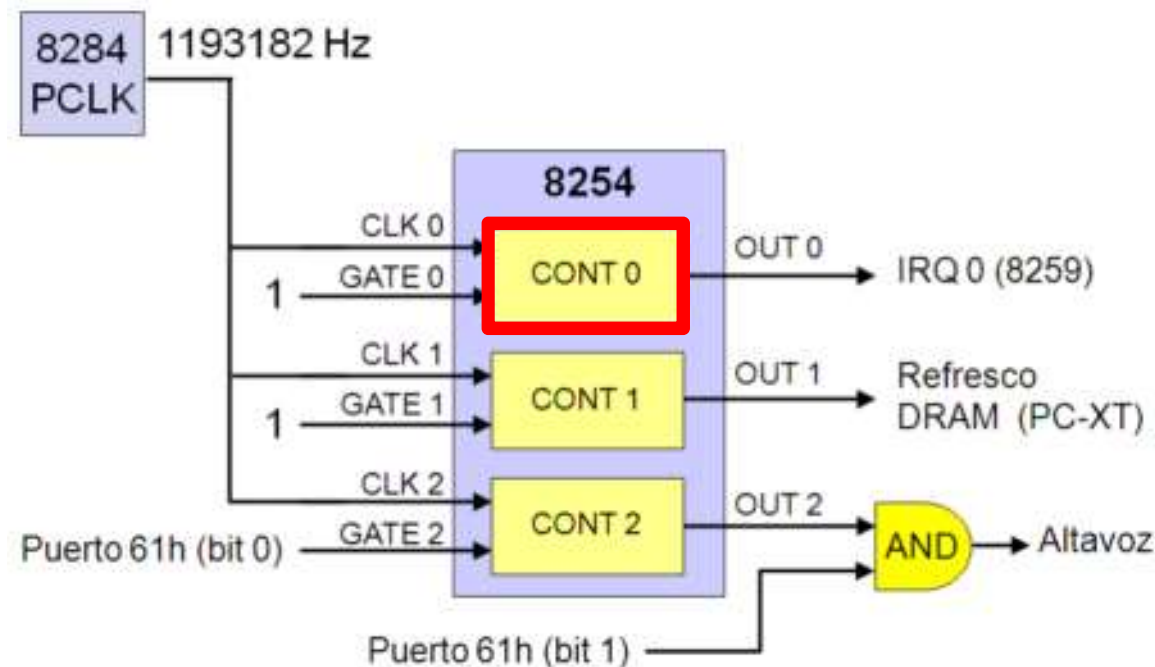 8284
PCLK
1193182 Hz
8254
CLK 0
GATE 0
1
CONT 0
OUT 0
IRQ 0 (8259)
CLK 1
GATE 1
1
CONT 1
OUT 1
Refresco
DRAM (PC-XT)
CLK 2
GATE 2
Puerto 61h (bit 0)
CONT 2
OUT 2
AND
Altavoz
Puerto 61h (bit 1)